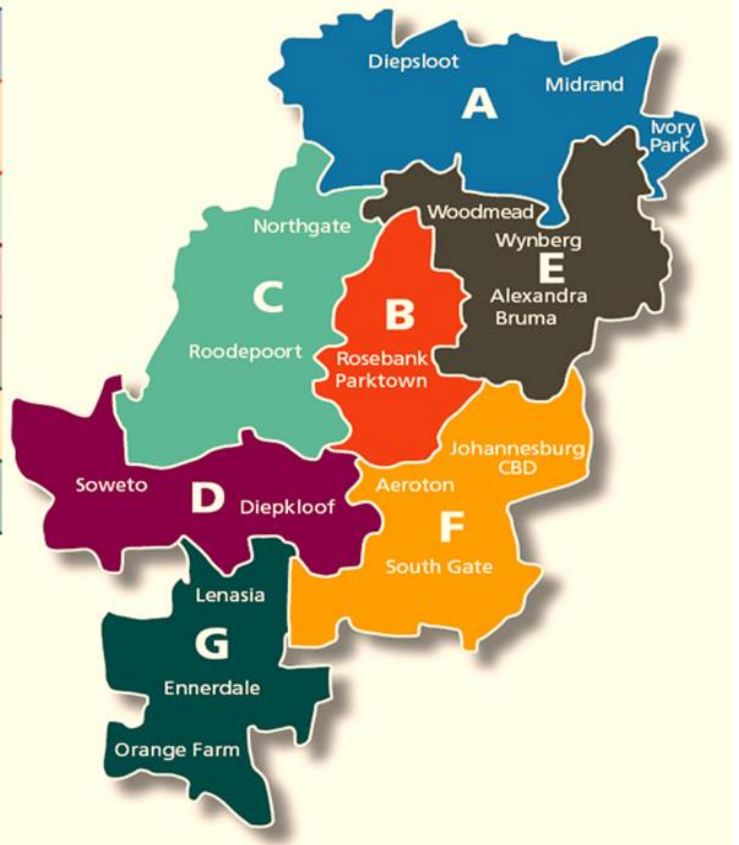 Diepsloot
A
Midrand
Ivory
Park
Northgate
C
Roodepoort
Woodmead
Wynberg
E
Alexandra
Bruma
B
Rosebank
Parktown
Soweto
D
Diepkloof
Johannesburg
CBD
Aeroton
F
South Gate
Lenasia
G
Ennerdale
Orange Farm